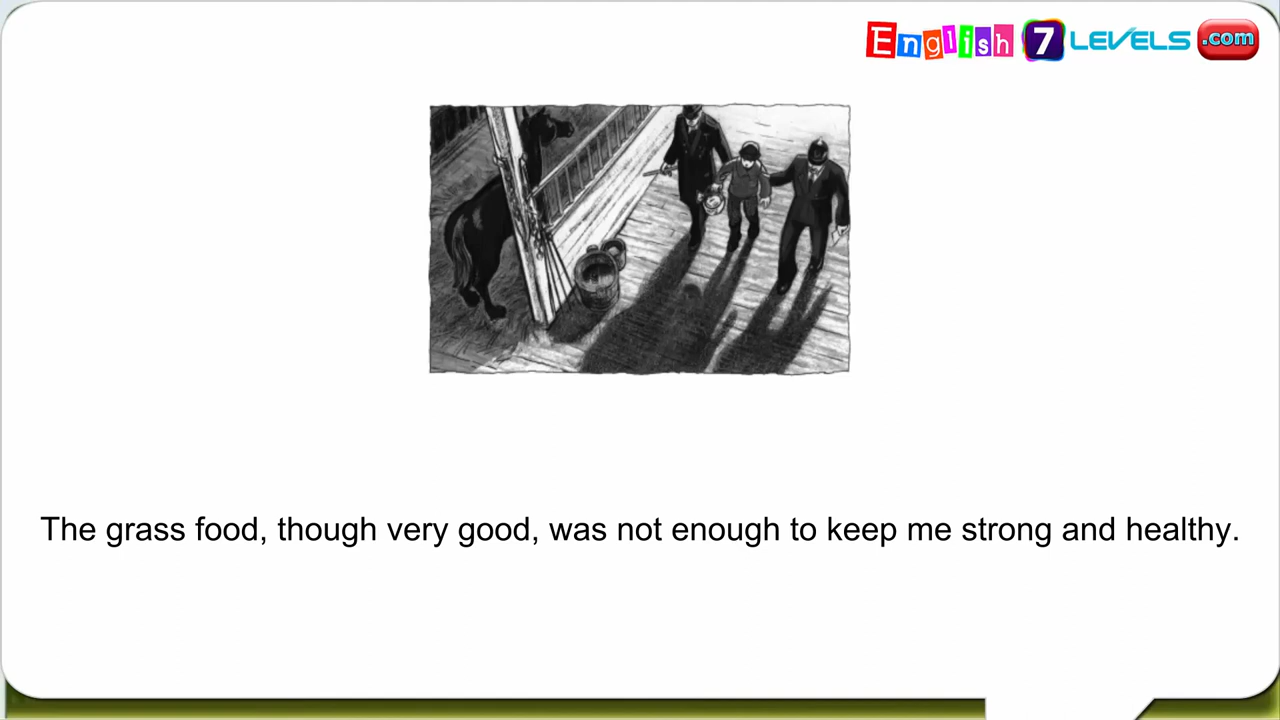 English 7 LEVELS .com
The grass food, though very good, was not enough to keep me strong and healthy.